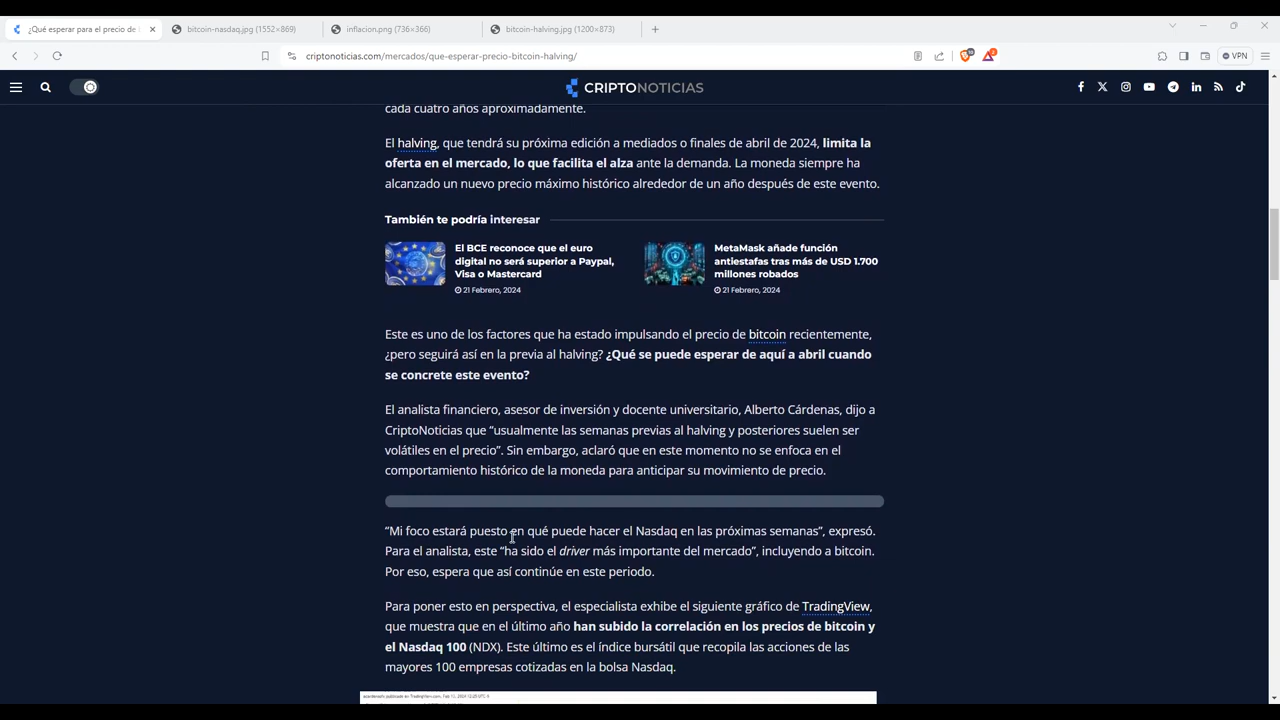 ¿Qué esperar para el precio de
bitcoin-nasdaq.jpg (1552×869)
inflacion.png (736×366)
bitcoin-halving.jpg (1200×873)
criptonoticias.com/mercados/que-esperar-precio-bitcoin-halving/
VPN
CRIPTONOTICIAS
cada cuatro años aproximadamente.
El halving, que tendrá su próxima edición a mediados o finales de abril de 2024, limita la
oferta en el mercado, lo que facilita el alza ante la demanda. La moneda siempre ha
alcanzado un nuevo precio máximo histórico alrededor de un año después de este evento.
También te podría interesar
El BCE reconoce que el euro
digital no será superior a Paypal,
Visa o Mastercard
21 Febrero, 2024
MetaMask añade función
antiestafas tras más de USD 1.700
millones robados
21 Febrero, 2024
Este es uno de los factores que ha estado impulsando el precio de bitcoin recientemente,
¿pero seguirá así en la previa al halving? ¿Qué se puede esperar de aquí a abril cuando
se concrete este evento?
El analista financiero, asesor de inversión y docente universitario, Alberto Cárdenas, dijo a
CriptoNoticias que “usualmente las semanas previas al halving y posteriores suelen ser
volátiles en el precio”. Sin embargo, aclaró que en este momento no se enfoca en el
comportamiento histórico de la moneda para anticipar su movimiento de precio.
“Mi foco estará puesto en qué puede hacer el Nasdaq en las próximas semanas”, expresó.
Para el analista, este “ha sido el driver más importante del mercado”, incluyendo a bitcoin.
Por eso, espera que así continúe en este periodo.
Para poner esto en perspectiva, el especialista exhibe el siguiente gráfico de TradingView,
que muestra que en el último año han subido la correlación en los precios de bitcoin y
el Nasdaq 100 (NDX). Este último es el índice bursátil que recopila las acciones de las
mayores 100 empresas cotizadas en la bolsa Nasdaq.